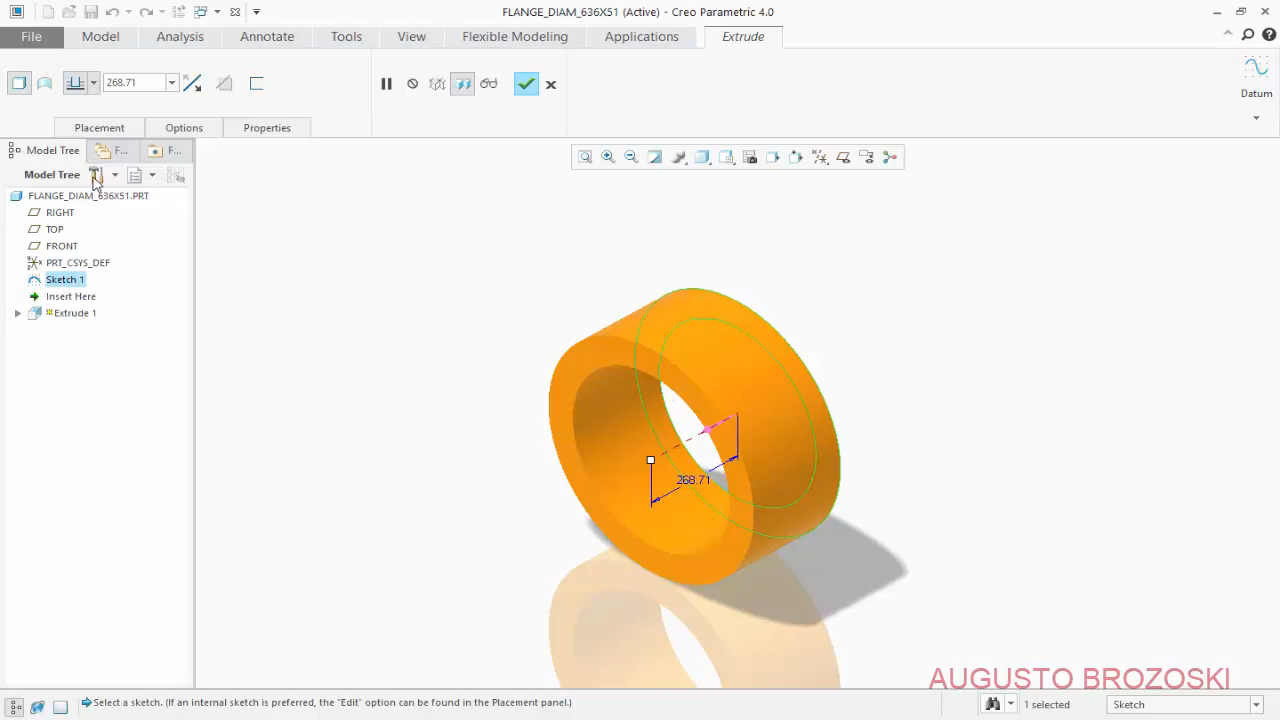 FLANGE_DIAM_636X51 (Active) - Creo Parametric 4.0
File Model Analysis Annotate Tools View Flexible Modeling Applications Extrude
268.71
Datum
Placement Options Properties
Model Tree F... F...
Model Tree
FLANGE_DIAM_636X51.PRT
RIGHT
TOP
FRONT
PRT_CSYS_DEF
Sketch 1
Insert Here
Extrude 1
268.71
AUGUSTO BROZOSKI
Select a sketch. (If an internal sketch is preferred, the "Edit" option can be found in the Placement panel.)
1 selected
Sketch